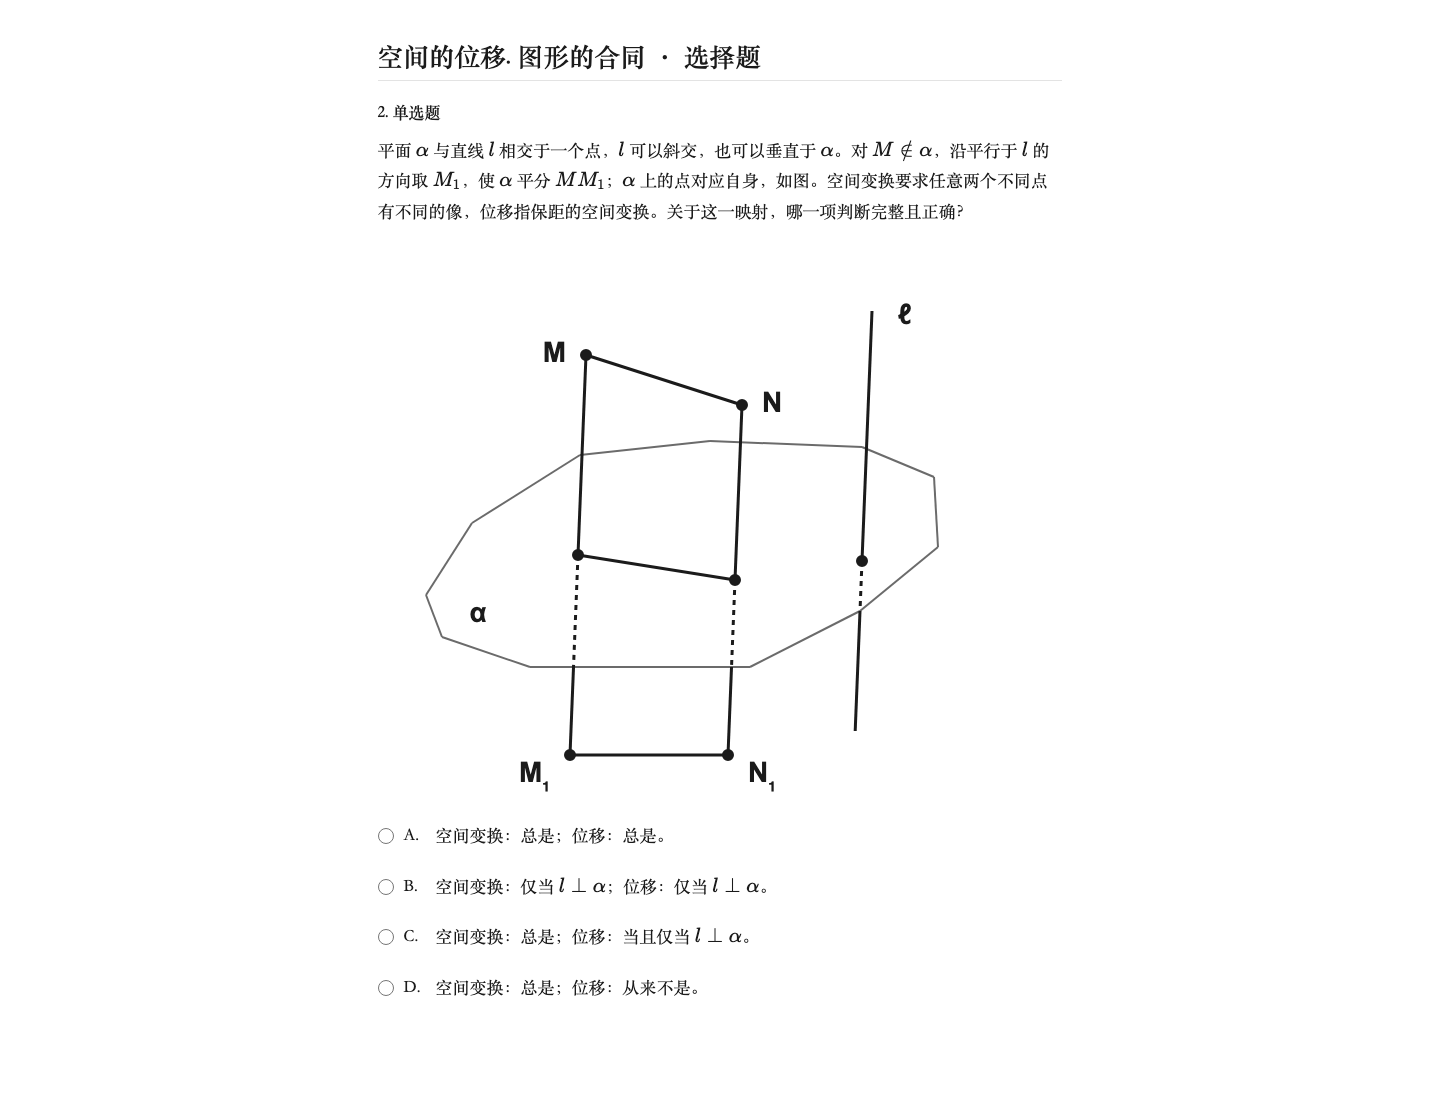 空间的位移. 图形的合同 · 选择题
2. 单选题
平面 α 与直线 l 相交于一个点，l 可以斜交，也可以垂直于 α。对 M ∉ α，沿平行于 l 的
方向取 M₁，使 α 平分 MM₁；α 上的点对应自身，如图。空间变换要求任意两个不同点
有不同的像，位移指保距的空间变换。关于这一映射，哪一项判断完整且正确?
ℓ
M
N
α
M₁
N₁
A. 空间变换：总是；位移：总是。
B. 空间变换：仅当 l ⊥ α；位移：仅当 l ⊥ α。
C. 空间变换：总是；位移：当且仅当 l ⊥ α。
D. 空间变换：总是；位移：从来不是。